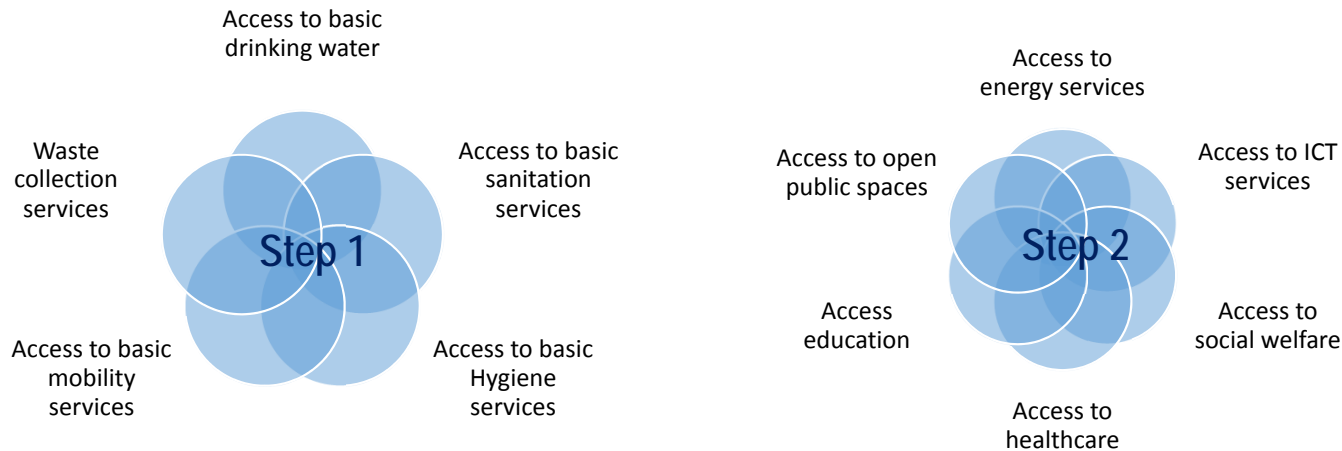 Access to basic
drinking water
Access to basic
sanitation
services
Access to basic
Hygiene
services
Access to basic
mobility
services
Waste
collection
services
Step 1
Access to
energy services
Access to ICT
services
Access to
social welfare
Access to
healthcare
Access
education
Access to open
public spaces
Step 2